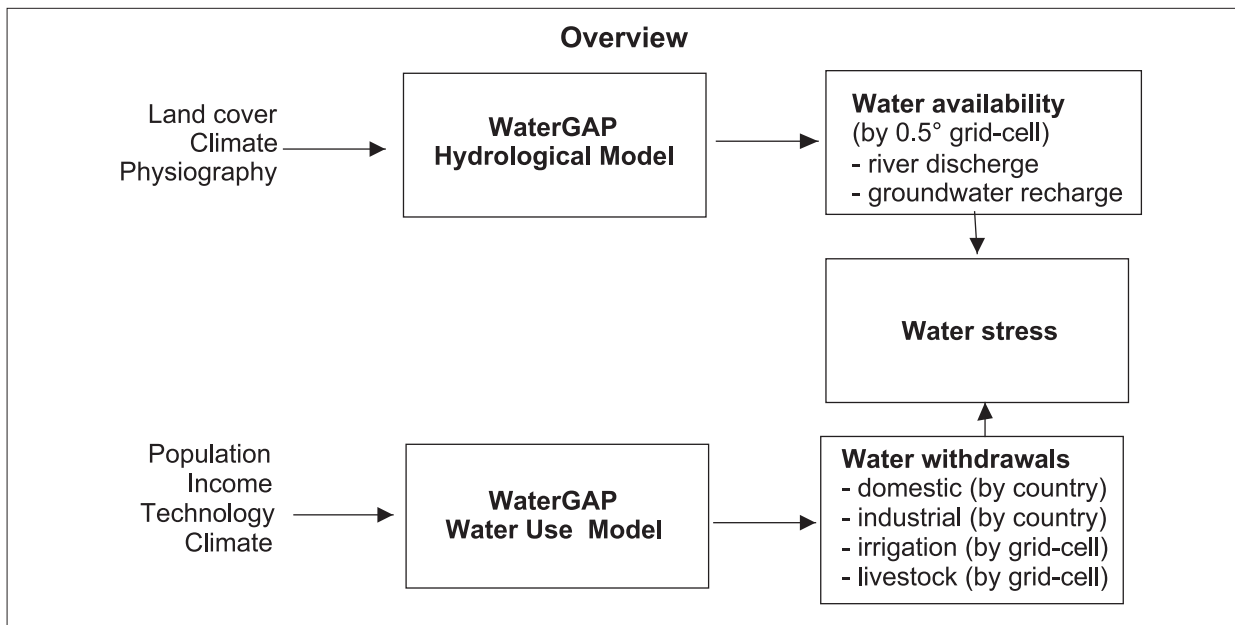 Overview
Land cover
Climate
Physiography
WaterGAP
Hydrological Model
Water availability
(by 0.5° grid-cell)
- river discharge
- groundwater recharge
Water stress
Population
Income
Technology
Climate
WaterGAP
Water Use  Model
Water withdrawals
- domestic (by country)
- industrial (by country)
- irrigation (by grid-cell)
- livestock (by grid-cell)